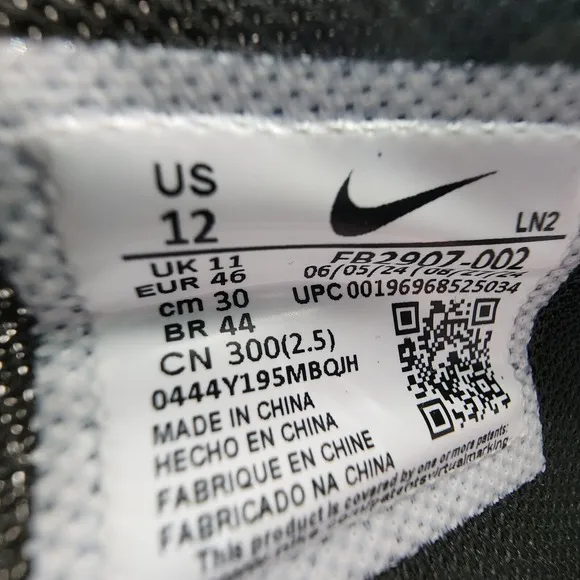 US
12
LN2
UK 11
EUR 46
cm 30
BR 44
CN 300(2.5)
FB2907-002
06/05/24
UPC 00196968525034
0444Y195MBQJH
MADE IN CHINA
HECHO EN CHINA
FABRIQUE EN CHINE
FABRICADO NA CHINA
This product is covered by one or more patents: